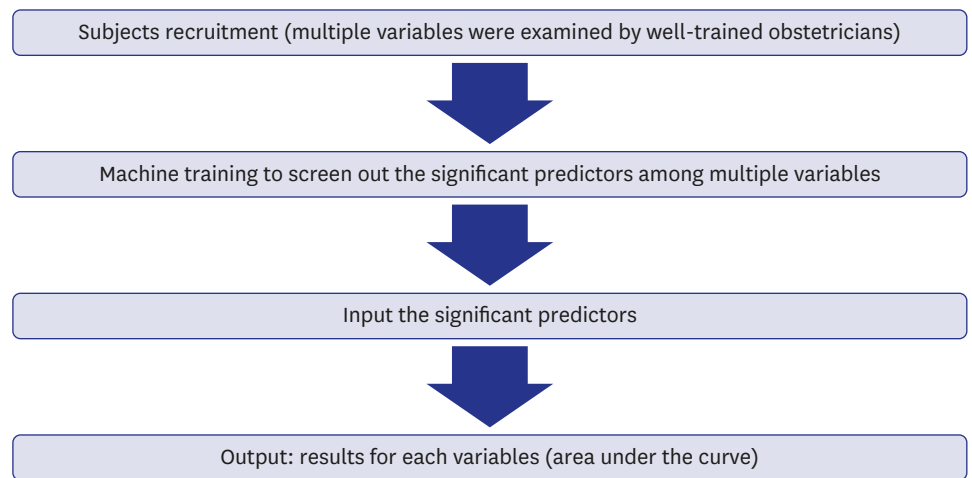 Subjects recruitment (multiple variables were examined by well-trained obstetricians)
Machine training to screen out the significant predictors among multiple variables
Input the significant predictors
Output: results for each variables (area under the curve)